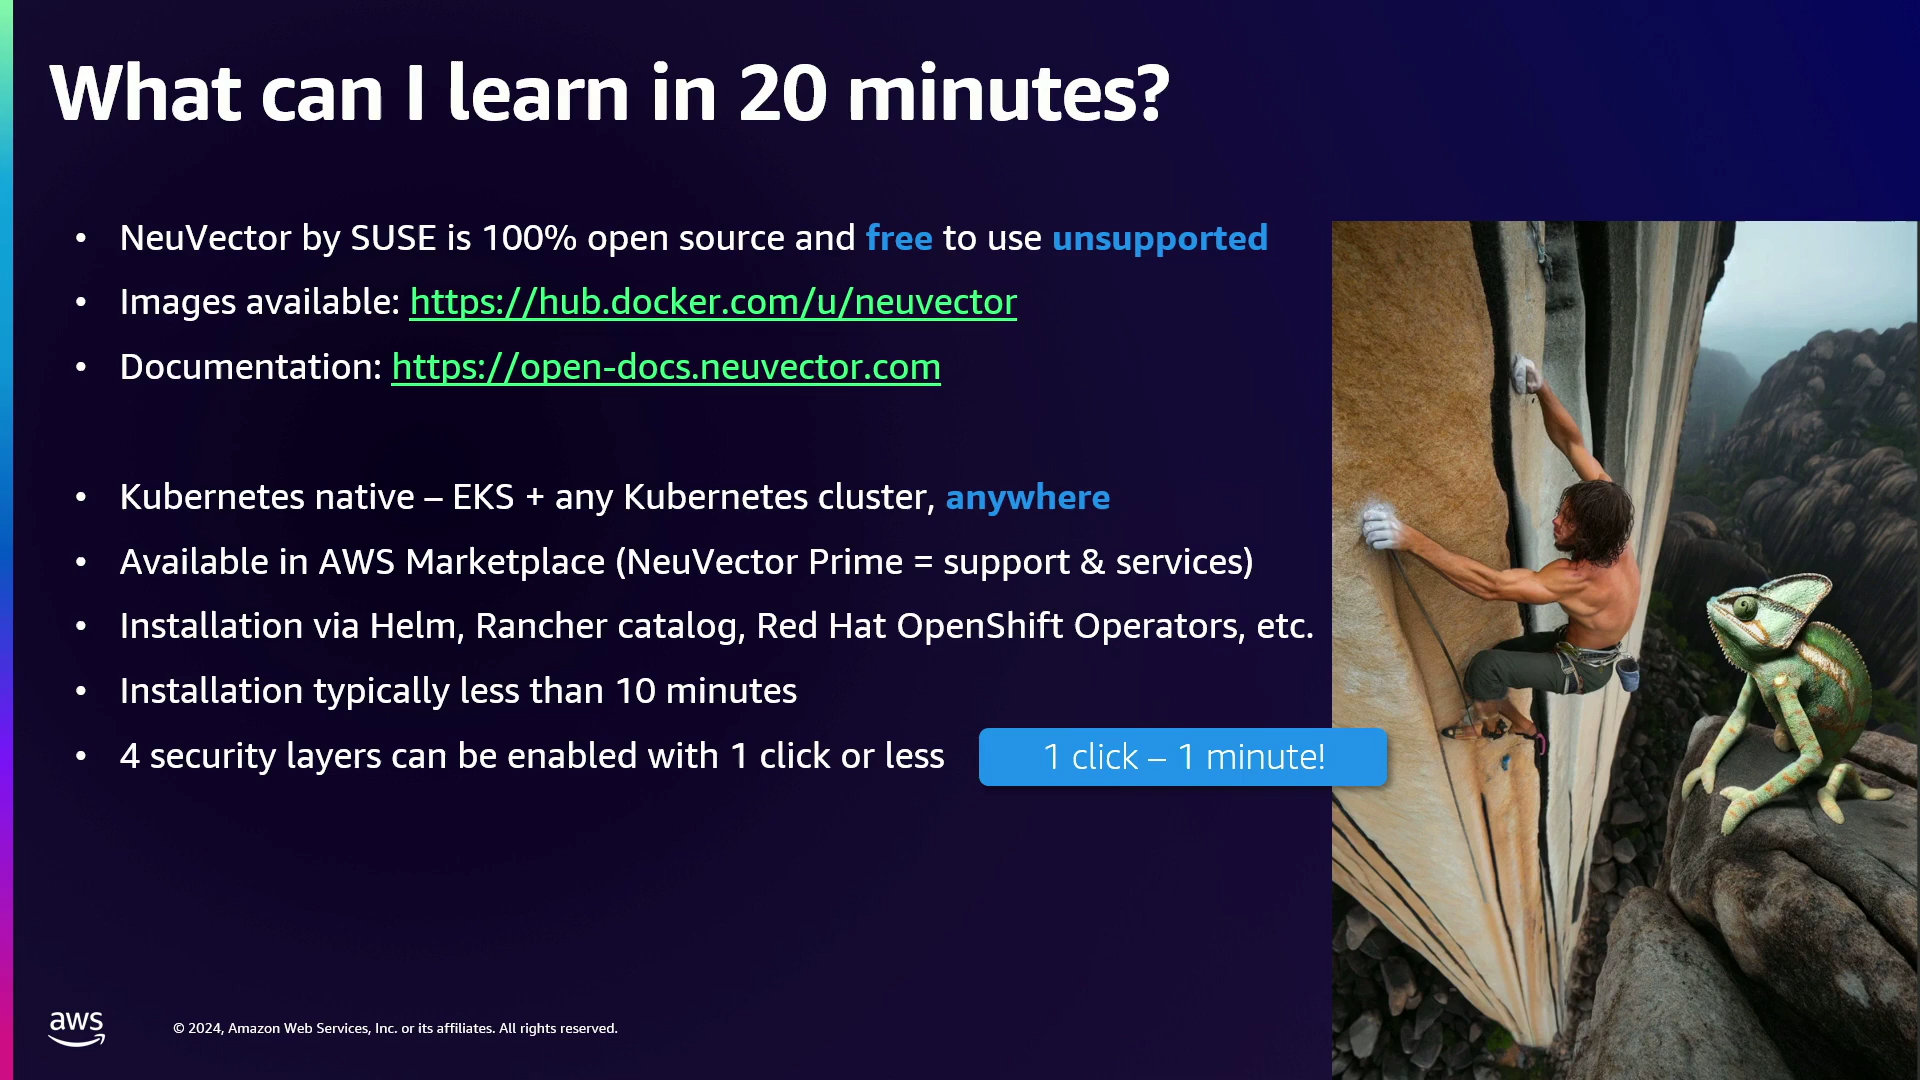 What can I learn in 20 minutes?
• NeuVector by SUSE is 100% open source and free to use unsupported
• Images available: https://hub.docker.com/u/neuvector
• Documentation: https://open-docs.neuvector.com
• Kubernetes native – EKS + any Kubernetes cluster, anywhere
• Available in AWS Marketplace (NeuVector Prime = support & services)
• Installation via Helm, Rancher catalog, Red Hat OpenShift Operators, etc.
• Installation typically less than 10 minutes
• 4 security layers can be enabled with 1 click or less
1 click – 1 minute!
aws
© 2024, Amazon Web Services, Inc. or its affiliates. All rights reserved.